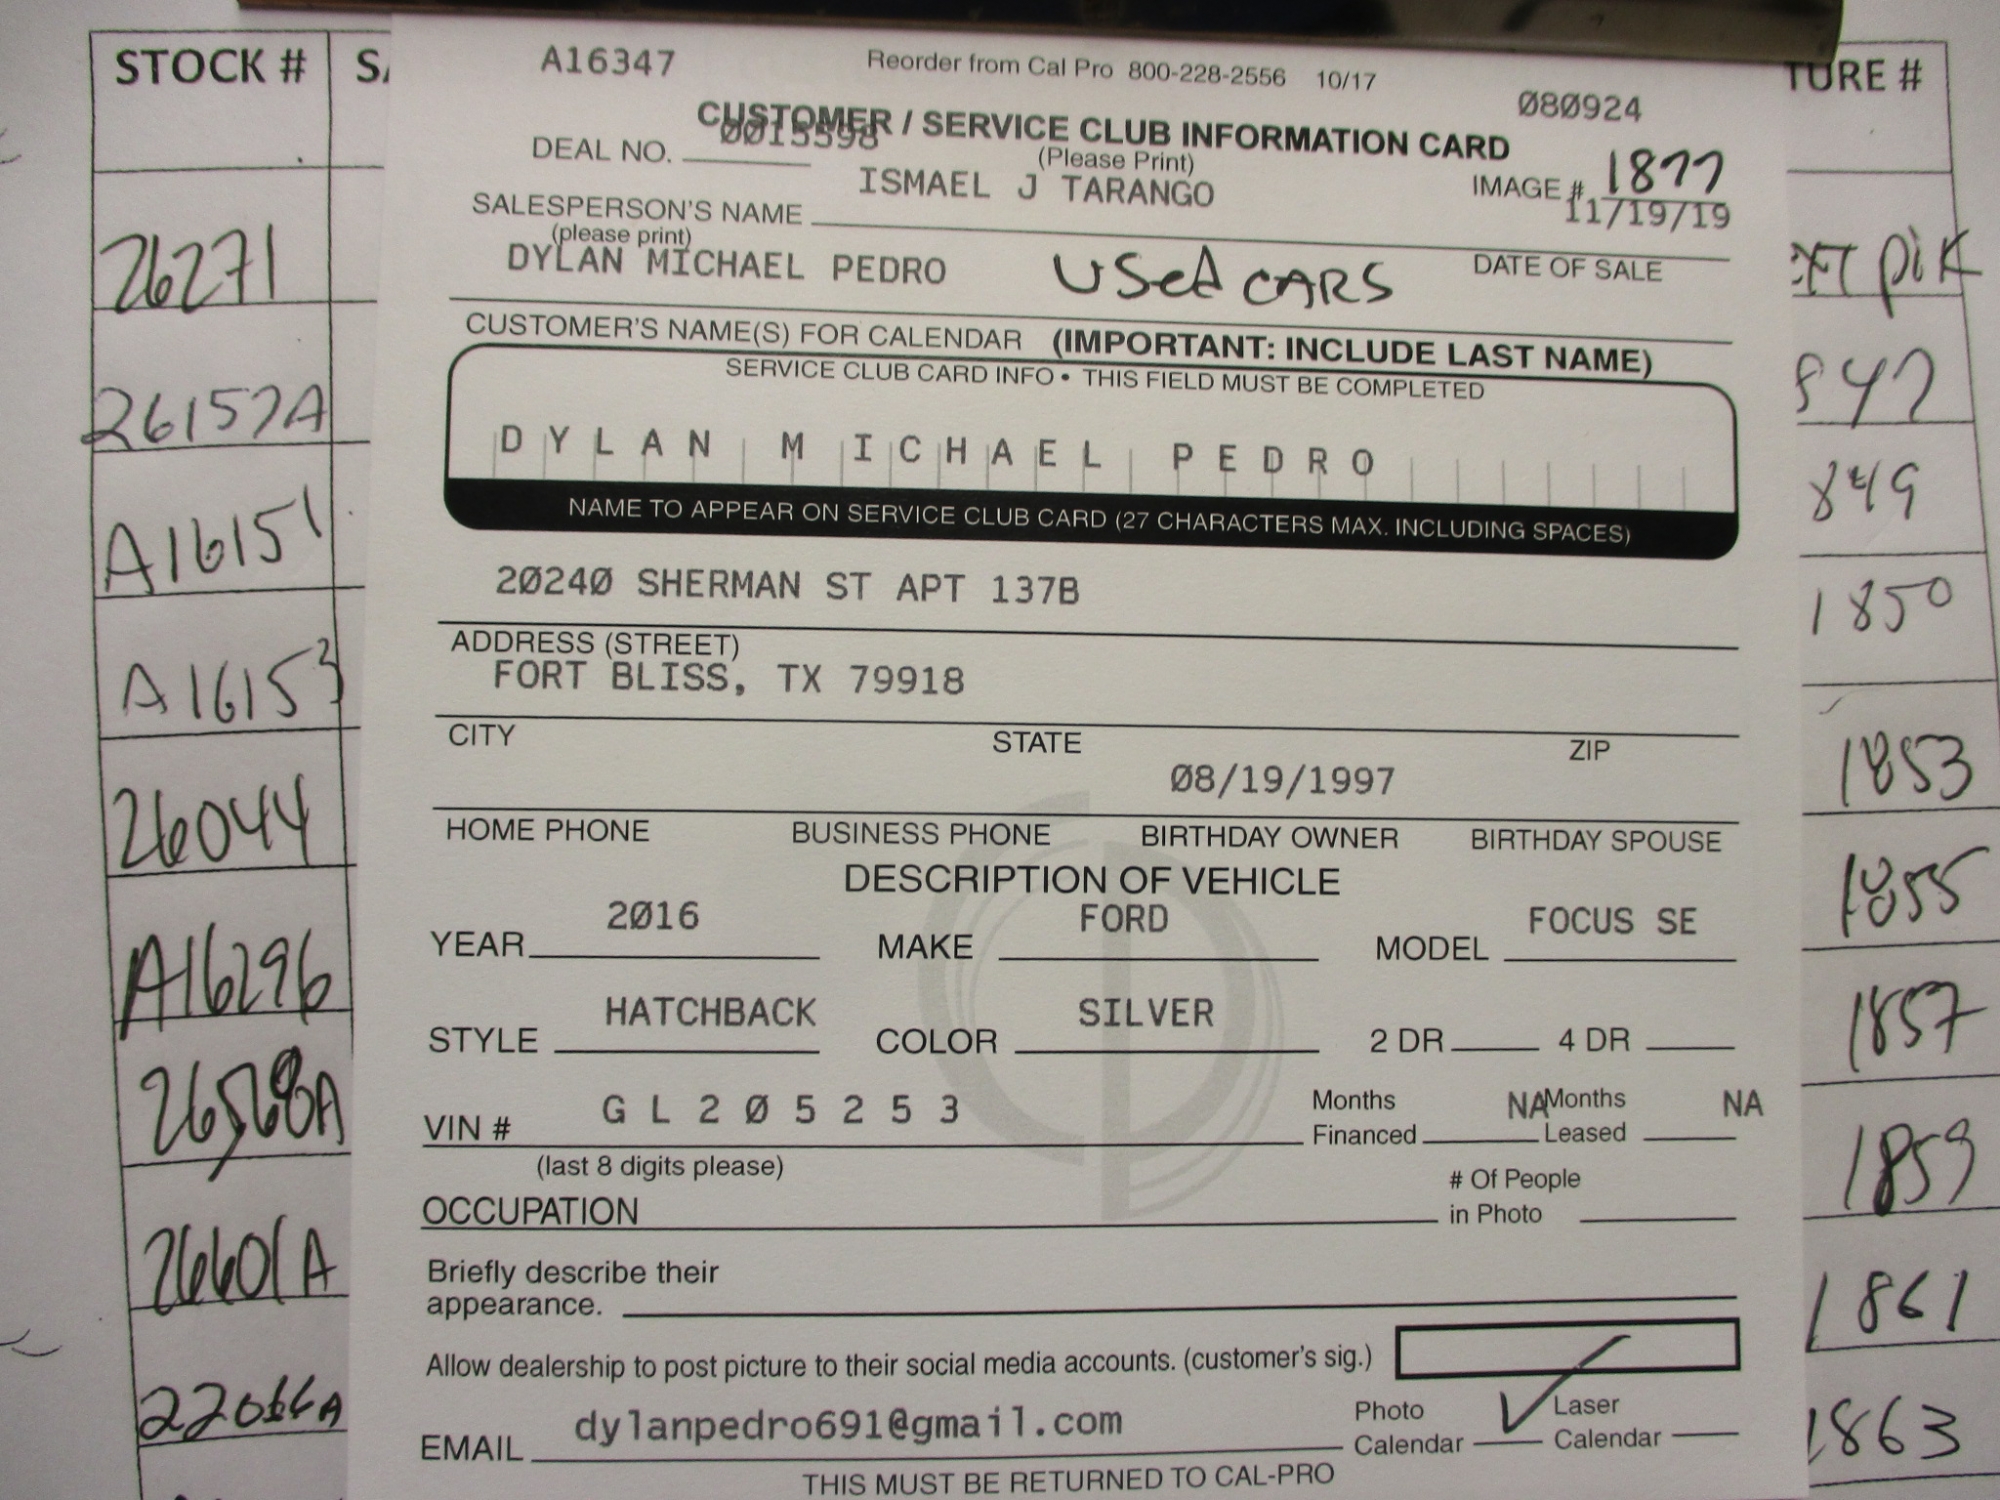 STOCK #
26271
26157A
A16151
A16153
26044
A16296
26568A
26601A
A16347
Reorder from Cal Pro 800-228-2556 10/17
080924
CUSTOMER / SERVICE CLUB INFORMATION CARD
DEAL NO. 0015598
(Please Print)
IMAGE # 1877
ISMAEL J TARANGO
11/19/19
SALESPERSON'S NAME
(please print)
DATE OF SALE
DYLAN MICHAEL PEDRO
USed CARS
CUSTOMER'S NAME(S) FOR CALENDAR (IMPORTANT: INCLUDE LAST NAME)
SERVICE CLUB CARD INFO • THIS FIELD MUST BE COMPLETED
DYLAN MICHAEL PEDRO
NAME TO APPEAR ON SERVICE CLUB CARD (27 CHARACTERS MAX. INCLUDING SPACES)
20240 SHERMAN ST APT 137B
ADDRESS (STREET)
FORT BLISS, TX 79918
CITY STATE ZIP
08/19/1997
HOME PHONE BUSINESS PHONE BIRTHDAY OWNER BIRTHDAY SPOUSE
DESCRIPTION OF VEHICLE
YEAR 2016 MAKE FORD MODEL FOCUS SE
STYLE HATCHBACK COLOR SILVER 2 DR 4 DR
VIN # GL205253 Months Financed NA Months Leased NA
(last 8 digits please)
OCCUPATION # Of People in Photo
Briefly describe their
appearance.
Allow dealership to post picture to their social media accounts. (customer's sig.)
EMAIL dylanpedro691@gmail.com Photo Calendar Laser Calendar
THIS MUST BE RETURNED TO CAL-PRO
TURE #
pik
847
849
1850
1853
1855
1857
1859
1861
1863